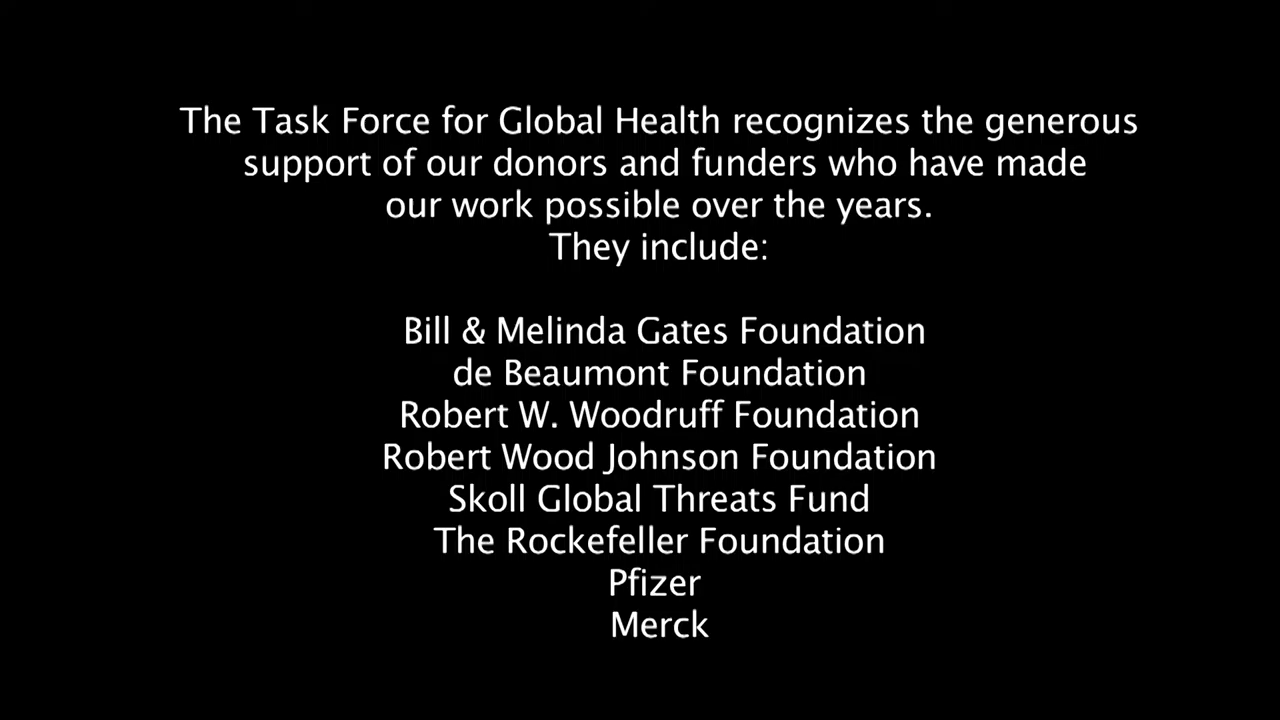 The Task Force for Global Health recognizes the generous
support of our donors and funders who have made
our work possible over the years.
They include:
Bill & Melinda Gates Foundation
de Beaumont Foundation
Robert W. Woodruff Foundation
Robert Wood Johnson Foundation
Skoll Global Threats Fund
The Rockefeller Foundation
Pfizer
Merck